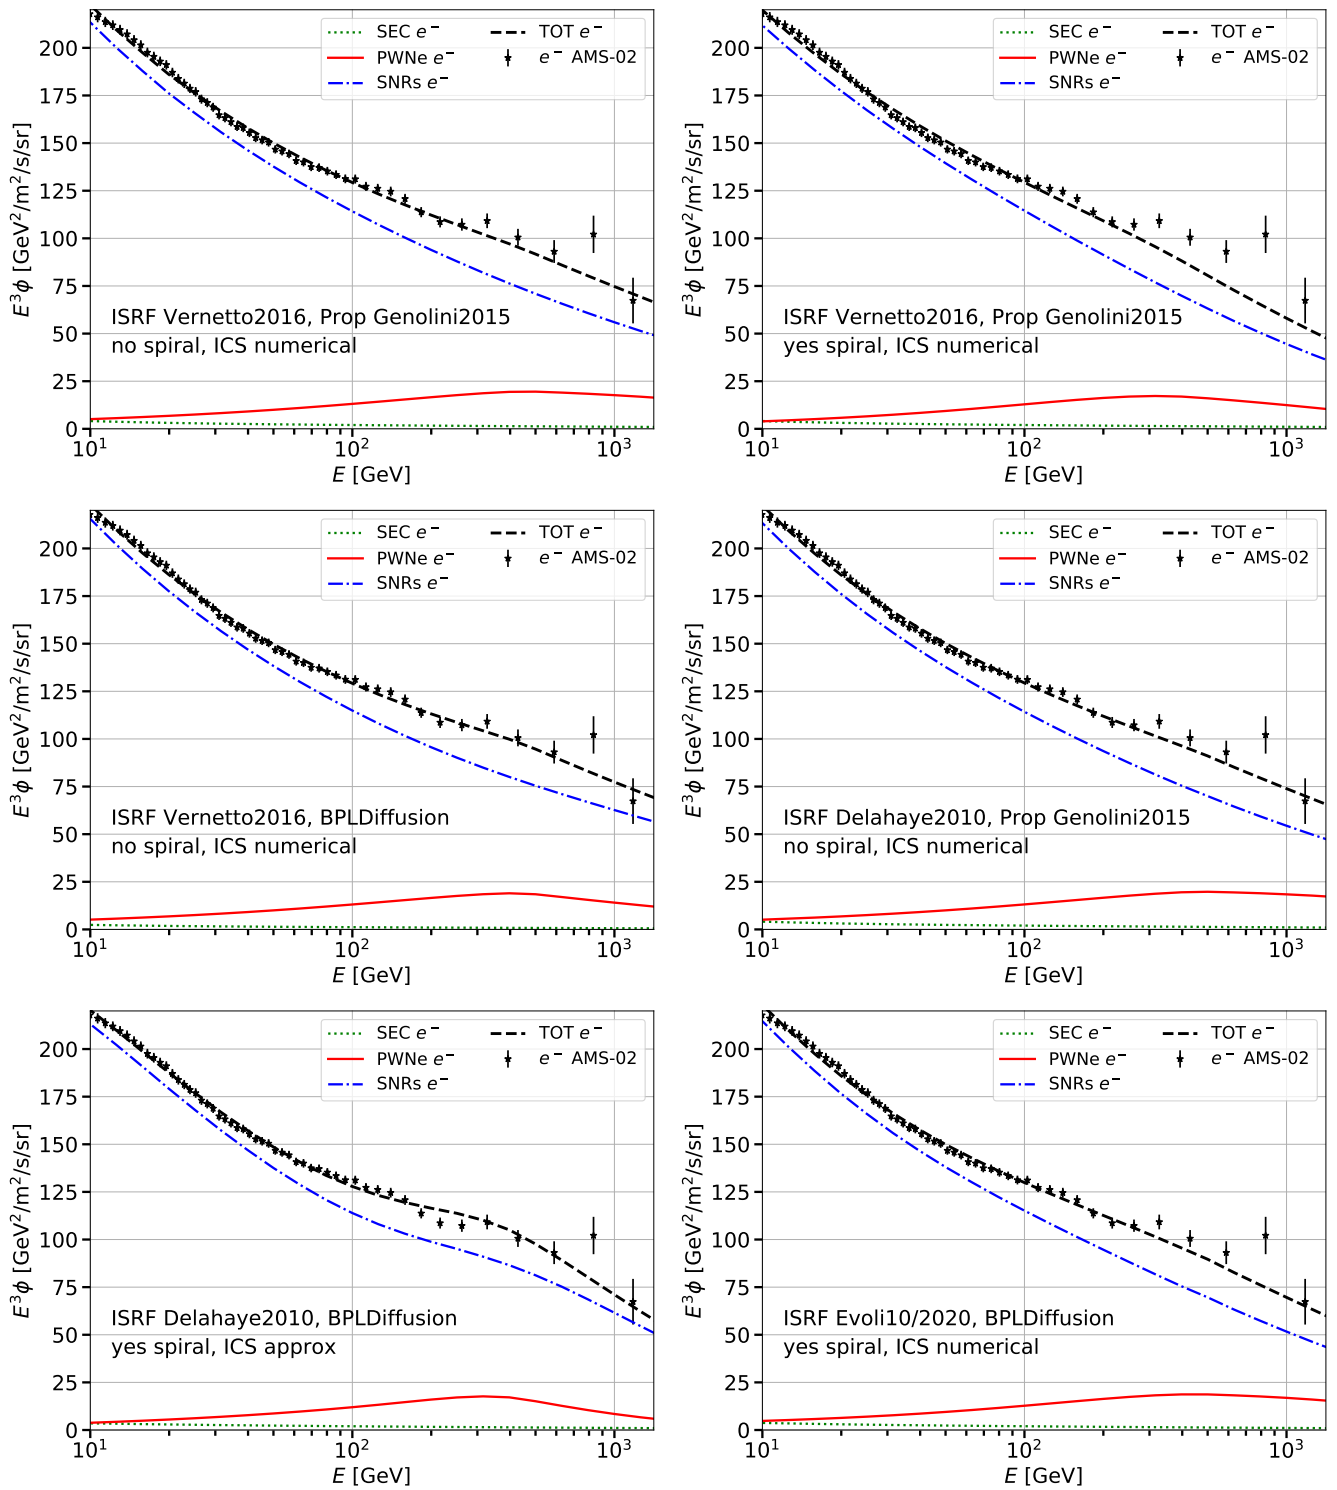 SEC e⁻ TOT e⁻
PWNe e⁻ e⁻ AMS-02
SNRs e⁻
E³ϕ [GeV²/m²/s/sr]
200
175
150
125
100
75
50
25
0
ISRF Vernetto2016, Prop Genolini2015
no spiral, ICS numerical
10¹ 10² 10³
E [GeV]
SEC e⁻ TOT e⁻
PWNe e⁻ e⁻ AMS-02
SNRs e⁻
E³ϕ [GeV²/m²/s/sr]
200
175
150
125
100
75
50
25
0
ISRF Vernetto2016, Prop Genolini2015
yes spiral, ICS numerical
10¹ 10² 10³
E [GeV]
SEC e⁻ TOT e⁻
PWNe e⁻ e⁻ AMS-02
SNRs e⁻
E³ϕ [GeV²/m²/s/sr]
200
175
150
125
100
75
50
25
0
ISRF Vernetto2016, BPLDiffusion
no spiral, ICS numerical
10¹ 10² 10³
E [GeV]
SEC e⁻ TOT e⁻
PWNe e⁻ e⁻ AMS-02
SNRs e⁻
E³ϕ [GeV²/m²/s/sr]
200
175
150
125
100
75
50
25
0
ISRF Delahaye2010, Prop Genolini2015
no spiral, ICS numerical
10¹ 10² 10³
E [GeV]
SEC e⁻ TOT e⁻
PWNe e⁻ e⁻ AMS-02
SNRs e⁻
E³ϕ [GeV²/m²/s/sr]
200
175
150
125
100
75
50
25
0
ISRF Delahaye2010, BPLDiffusion
yes spiral, ICS approx
10¹ 10² 10³
E [GeV]
SEC e⁻ TOT e⁻
PWNe e⁻ e⁻ AMS-02
SNRs e⁻
E³ϕ [GeV²/m²/s/sr]
200
175
150
125
100
75
50
25
0
ISRF Evoli10/2020, BPLDiffusion
yes spiral, ICS numerical
10¹ 10² 10³
E [GeV]